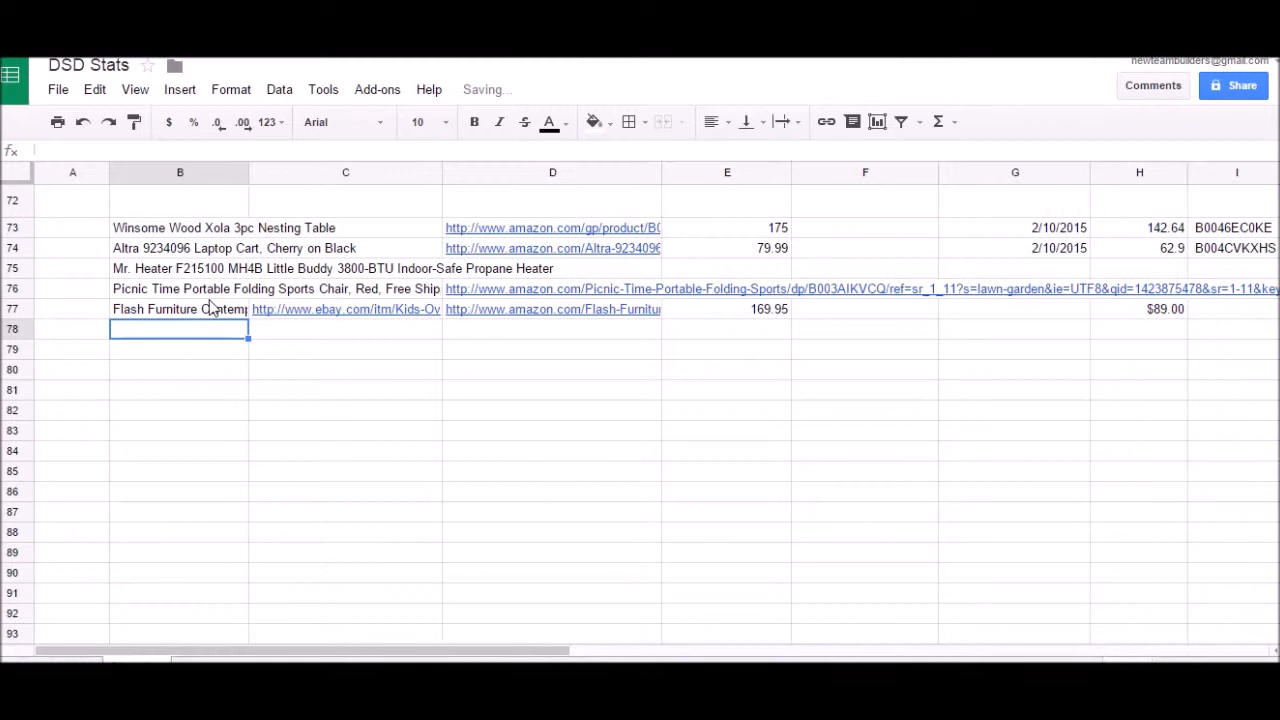 DSD Stats
newteambuilders@gmail.com
File Edit View Insert Format Data Tools Add-ons Help Saving...
Comments Share
$ % .0 .00 123 Arial 10 B I S A Σ
fx
A B C D E F G H I
72
73 Winsome Wood Xola 3pc Nesting Table http://www.amazon.com/gp/product/B0 175 2/10/2015 142.64 B0046EC0KE
74 Altra 9234096 Laptop Cart, Cherry on Black http://www.amazon.com/Altra-9234096 79.99 2/10/2015 62.9 B004CVKXHS
75 Mr. Heater F215100 MH4B Little Buddy 3800-BTU Indoor-Safe Propane Heater
76 Picnic Time Portable Folding Sports Chair, Red, Free Ship http://www.amazon.com/Picnic-Time-Portable-Folding-Sports/dp/B003AIKVCQ/ref=sr_1_11?s=lawn-garden&ie=UTF8&qid=1423875478&sr=1-11&key
77 Flash Furniture Contemp http://www.ebay.com/itm/Kids-Ov http://www.amazon.com/Flash-Furnitur 169.95 $89.00
78
79
80
81
82
83
84
85
86
87
88
89
90
91
92
93